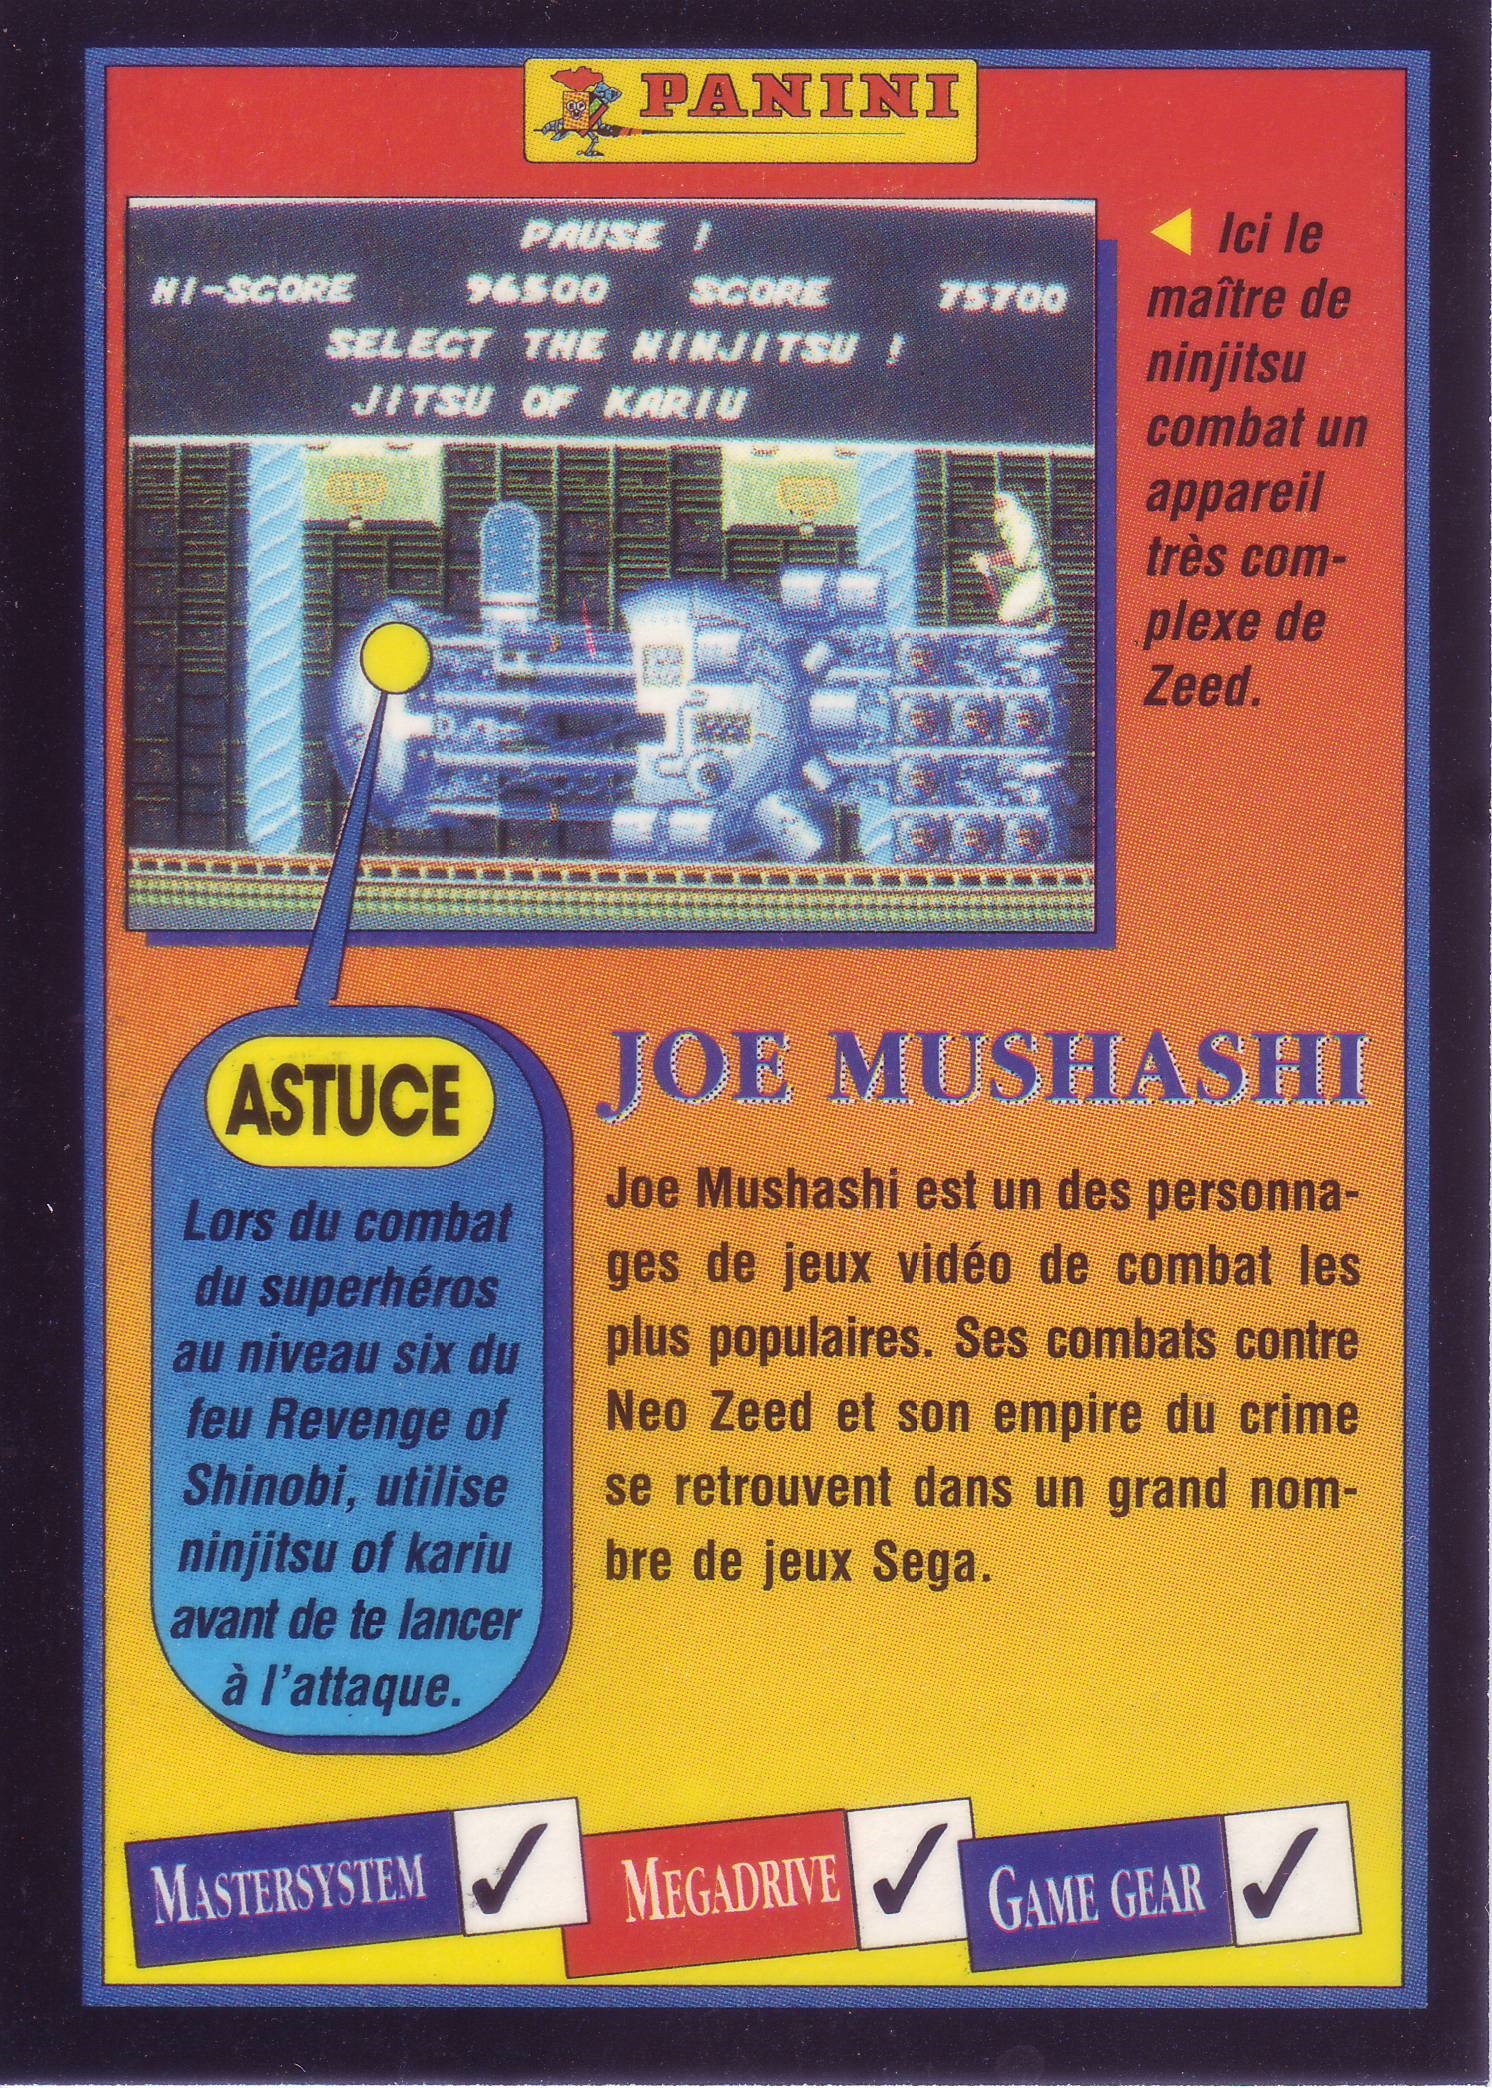 PANINI
PAUSE !
HI-SCORE 96500 SCORE 75700
SELECT THE NINJITSU !
JITSU OF KARIU
Ici le
maître de
ninjitsu
combat un
appareil
très com-
plexe de
Zeed.
ASTUCE
Lors du combat
du superhéros
au niveau six du
feu Revenge of
Shinobi, utilise
ninjitsu of kariu
avant de te lancer
à l'attaque.
JOE MUSHASHI
Joe Mushashi est un des personna-
ges de jeux vidéo de combat les
plus populaires. Ses combats contre
Neo Zeed et son empire du crime
se retrouvent dans un grand nom-
bre de jeux Sega.
MASTERSYSTEM ✓
MEGADRIVE ✓
GAME GEAR ✓